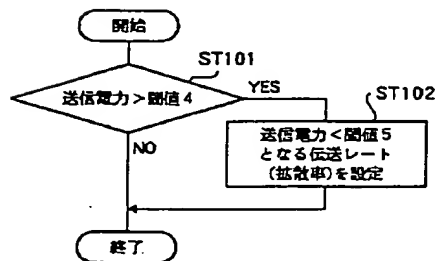 開始
ST101
送信電力>閾値4
YES
ST102
NO
送信電力<閾値5
となる伝送レート
(拡散率)を設定
終了